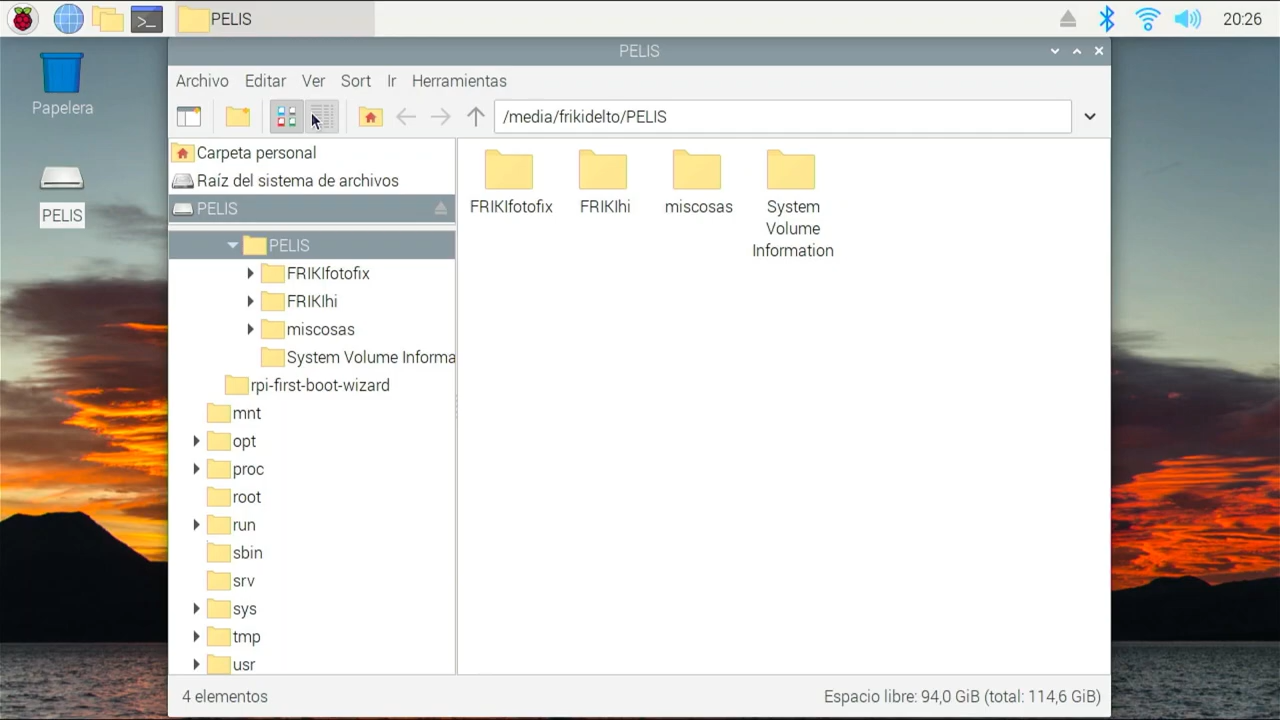 PELIS
20:26
Papelera
PELIS
PELIS
Archivo Editar Ver Sort Ir Herramientas
/media/frikidelto/PELIS
Carpeta personal
Raíz del sistema de archivos
PELIS
PELIS
FRIKIfotofix
FRIKIhi
miscosas
System Volume Informa
rpi-first-boot-wizard
mnt
opt
proc
root
run
sbin
srv
sys
tmp
usr
FRIKIfotofix
FRIKIhi
miscosas
System
Volume
Information
4 elementos
Espacio libre: 94,0 GiB (total: 114,6 GiB)